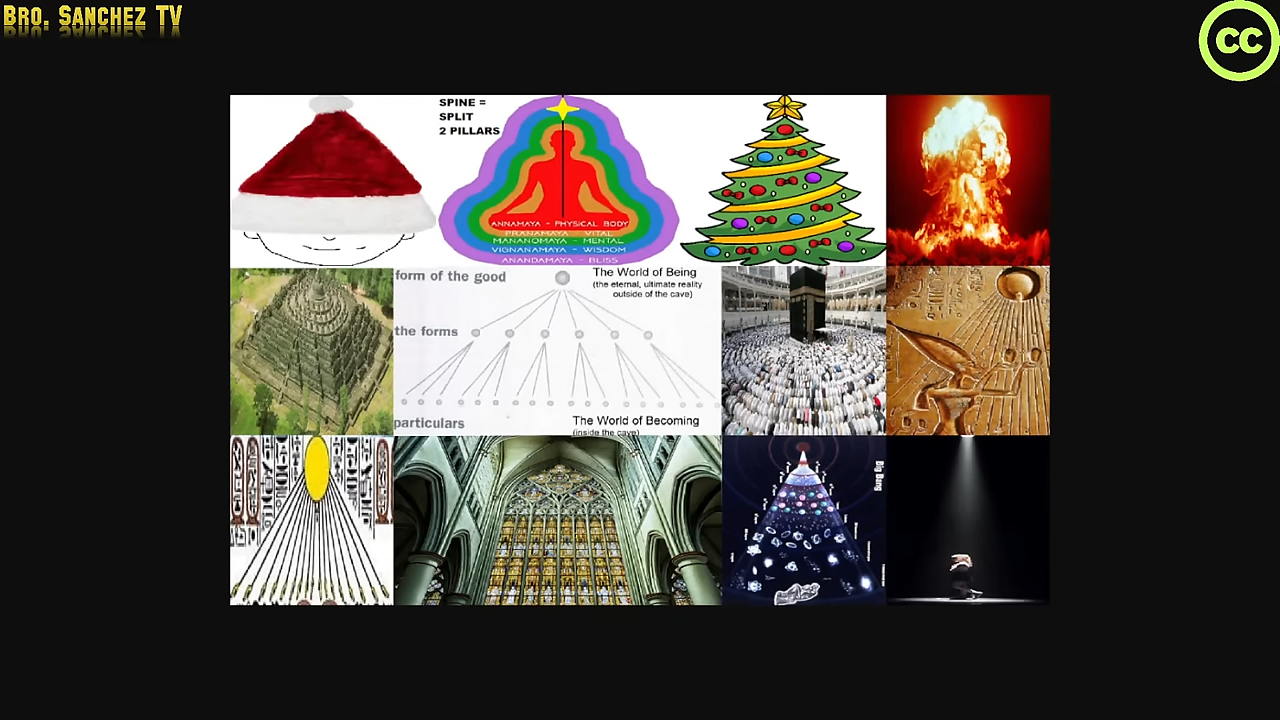 Bro. Sanchez TV
CC
SPINE =
SPLIT
2 PILLARS
ANNAMAYA - PHYSICAL BODY
PRANAMAYA - VITAL
MANANOMAYA - MENTAL
VIGNANAMAYA - WISDOM
ANANDAMAYA - BLISS
form of the good
The World of Being
(the eternal, ultimate reality
outside of the cave)
the forms
particulars
The World of Becoming
(inside the cave)
Big Bang